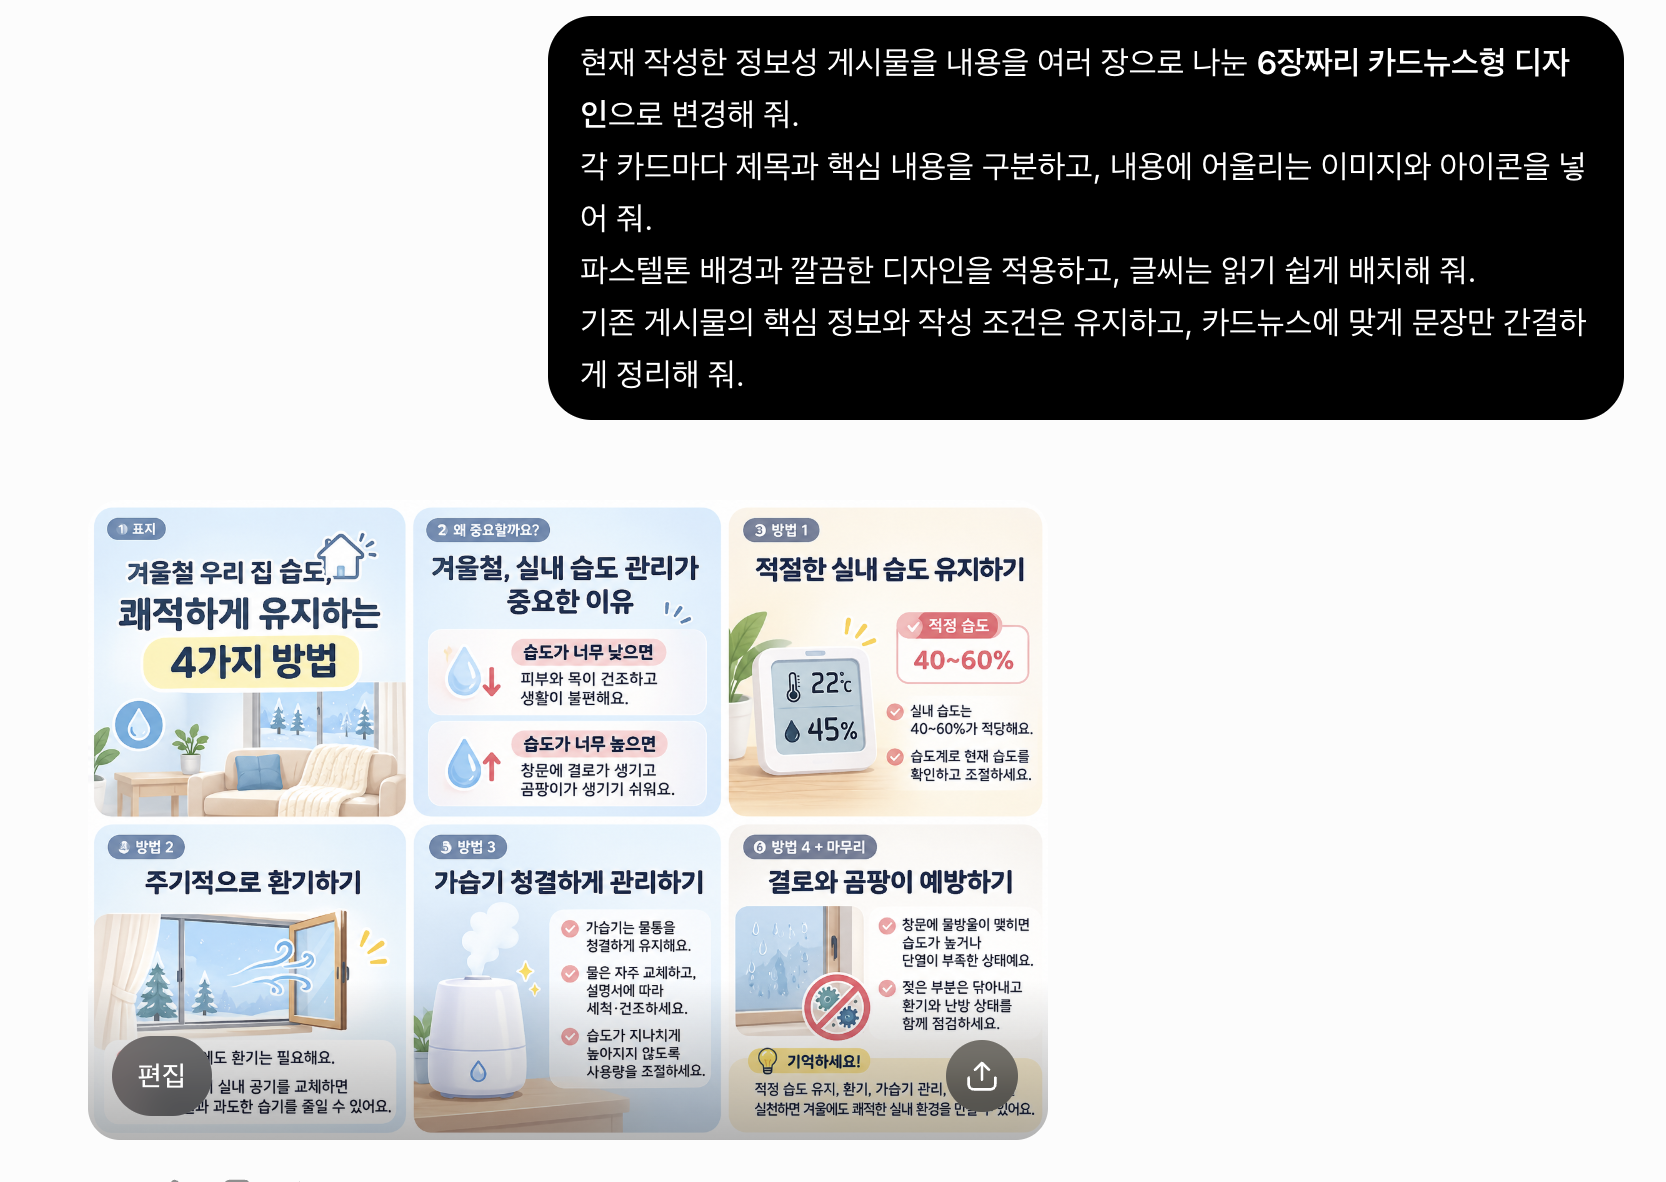 현재 작성한 정보성 게시물을 내용을 여러 장으로 나눈 6장짜리 카드뉴스형 디자
인으로 변경해 줘.
각 카드마다 제목과 핵심 내용을 구분하고, 내용에 어울리는 이미지와 아이콘을 넣
어 줘.
파스텔톤 배경과 깔끔한 디자인을 적용하고, 글씨는 읽기 쉽게 배치해 줘.
기존 게시물의 핵심 정보와 작성 조건은 유지하고, 카드뉴스에 맞게 문장만 간결하
게 정리해 줘.
1 표지
겨울철 우리 집 습도,
쾌적하게 유지하는
4가지 방법
2 왜 중요할까요?
겨울철, 실내 습도 관리가
중요한 이유
습도가 너무 낮으면
피부와 목이 건조하고
생활이 불편해요.
습도가 너무 높으면
창문에 결로가 생기고
곰팡이가 생기기 쉬워요.
3 방법 1
적절한 실내 습도 유지하기
적정 습도
40~60%
22°c
45%
실내 습도는
40~60%가 적당해요.
습도계로 현재 습도를
확인하고 조절하세요.
4 방법 2
주기적으로 환기하기
에도 환기는 필요해요.
실내 공기를 교체하면
과도한 습기를 줄일 수 있어요.
편집
5 방법 3
가습기 청결하게 관리하기
가습기는 물통을
청결하게 유지해요.
물은 자주 교체하고,
설명서에 따라
세척·건조하세요.
습도가 지나치게
높아지지 않도록
사용량을 조절하세요.
6 방법 4 + 마무리
결로와 곰팡이 예방하기
창문에 물방울이 맺히면
습도가 높거나
단열이 부족한 상태예요.
젖은 부분은 닦아내고
환기와 난방 상태를
함께 점검하세요.
기억하세요!
적정 습도 유지, 환기, 가습기 관리,
실천하면 겨울에도 쾌적한 실내 환경을 만들 수 있어요.